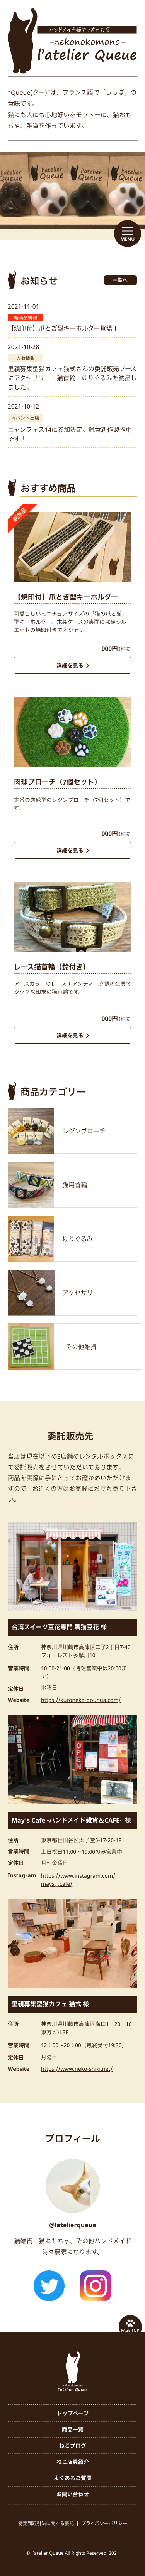 ハンドメイド猫グッズのお店
-nekonokomono-
l'atelier Queue
“Queue(クー)”は、フランス語で「しっぽ」の
意味です。
猫にも人にも心地好いをモットーに、猫おも
ちゃ、雑貨を作っています。
l'atelier Queue
MENU
お知らせ
一覧へ
2021-11-01
新商品情報
【焼印付】爪とぎ型キーホルダー登場！
2021-10-28
入荷情報
里親募集型猫カフェ猫式さんの委託販売ブース
にアクセサリー・猫首輪・けりぐるみを納品し
ました。
2021-10-12
イベント出店
ニャンフェス14に参加決定。鋭意新作製作中
です！
おすすめ商品
新商品
【焼印付】爪とぎ型キーホルダー
可愛らしいミニチュアサイズの「猫の爪とぎ」
型キーホルダー。木製ケースの裏面には猫シル
エットの焼印付きでオシャレ！
000円(税表)
詳細を見る
肉球ブローチ（7個セット）
定番の肉球型のレジンブローチ（7個セット）で
す。
000円(税表)
詳細を見る
レース猫首輪（鈴付き）
アースカラーのレース＋アンティーク調の金具で
シックな印象の猫首輪です。
000円(税表)
詳細を見る
商品カテゴリー
レジンブローチ
猫用首輪
けりぐるみ
アクセサリー
その他雑貨
委託販売先
当店は現在以下の3店舗のレンタルボックスに
て委託販売をさせていただいております。
商品を実際に手にとってお確かめいただけま
すので、お近くの方はお気軽にお立ち寄り下さ
い。
台湾スイーツ豆花専門 黒猫豆花 様
住所 神奈川県川崎市高津区二子2丁目7-40
フォーレスト多摩川10
営業時間 10:00-21:00（時短営業中は20:00ま
で）
定休日 水曜日
Website https://kuroneko-douhua.com/
May's Cafe -ハンドメイド雑貨＆CAFE- 様
住所 東京都世田谷区太子堂5-17-20-1F
営業時間 土日祝日11:00〜19:00のみ営業中
定休日 月〜金曜日
Instagram https://www.instagram.com/
mays._.cafe/
里親募集型猫カフェ 猫式 様
住所 神奈川県川崎市高津区溝口1ー20ー10
東方ビル3F
営業時間 12：00〜20：00（最終受付19:30）
定休日 月曜日
Website https://www.neko-shiki.net/
プロフィール
@latelierqueue
猫雑貨・猫おもちゃ、その他ハンドメイド
時々農家になります。
PAGE TOP
l'atelier Queue
トップページ
商品一覧
ねこブログ
ねこ店員紹介
よくあるご質問
お問い合わせ
特定商取引法に関する表記 | プライバシーポリシー
© l'atelier Queue All Rights Reserved. 2021